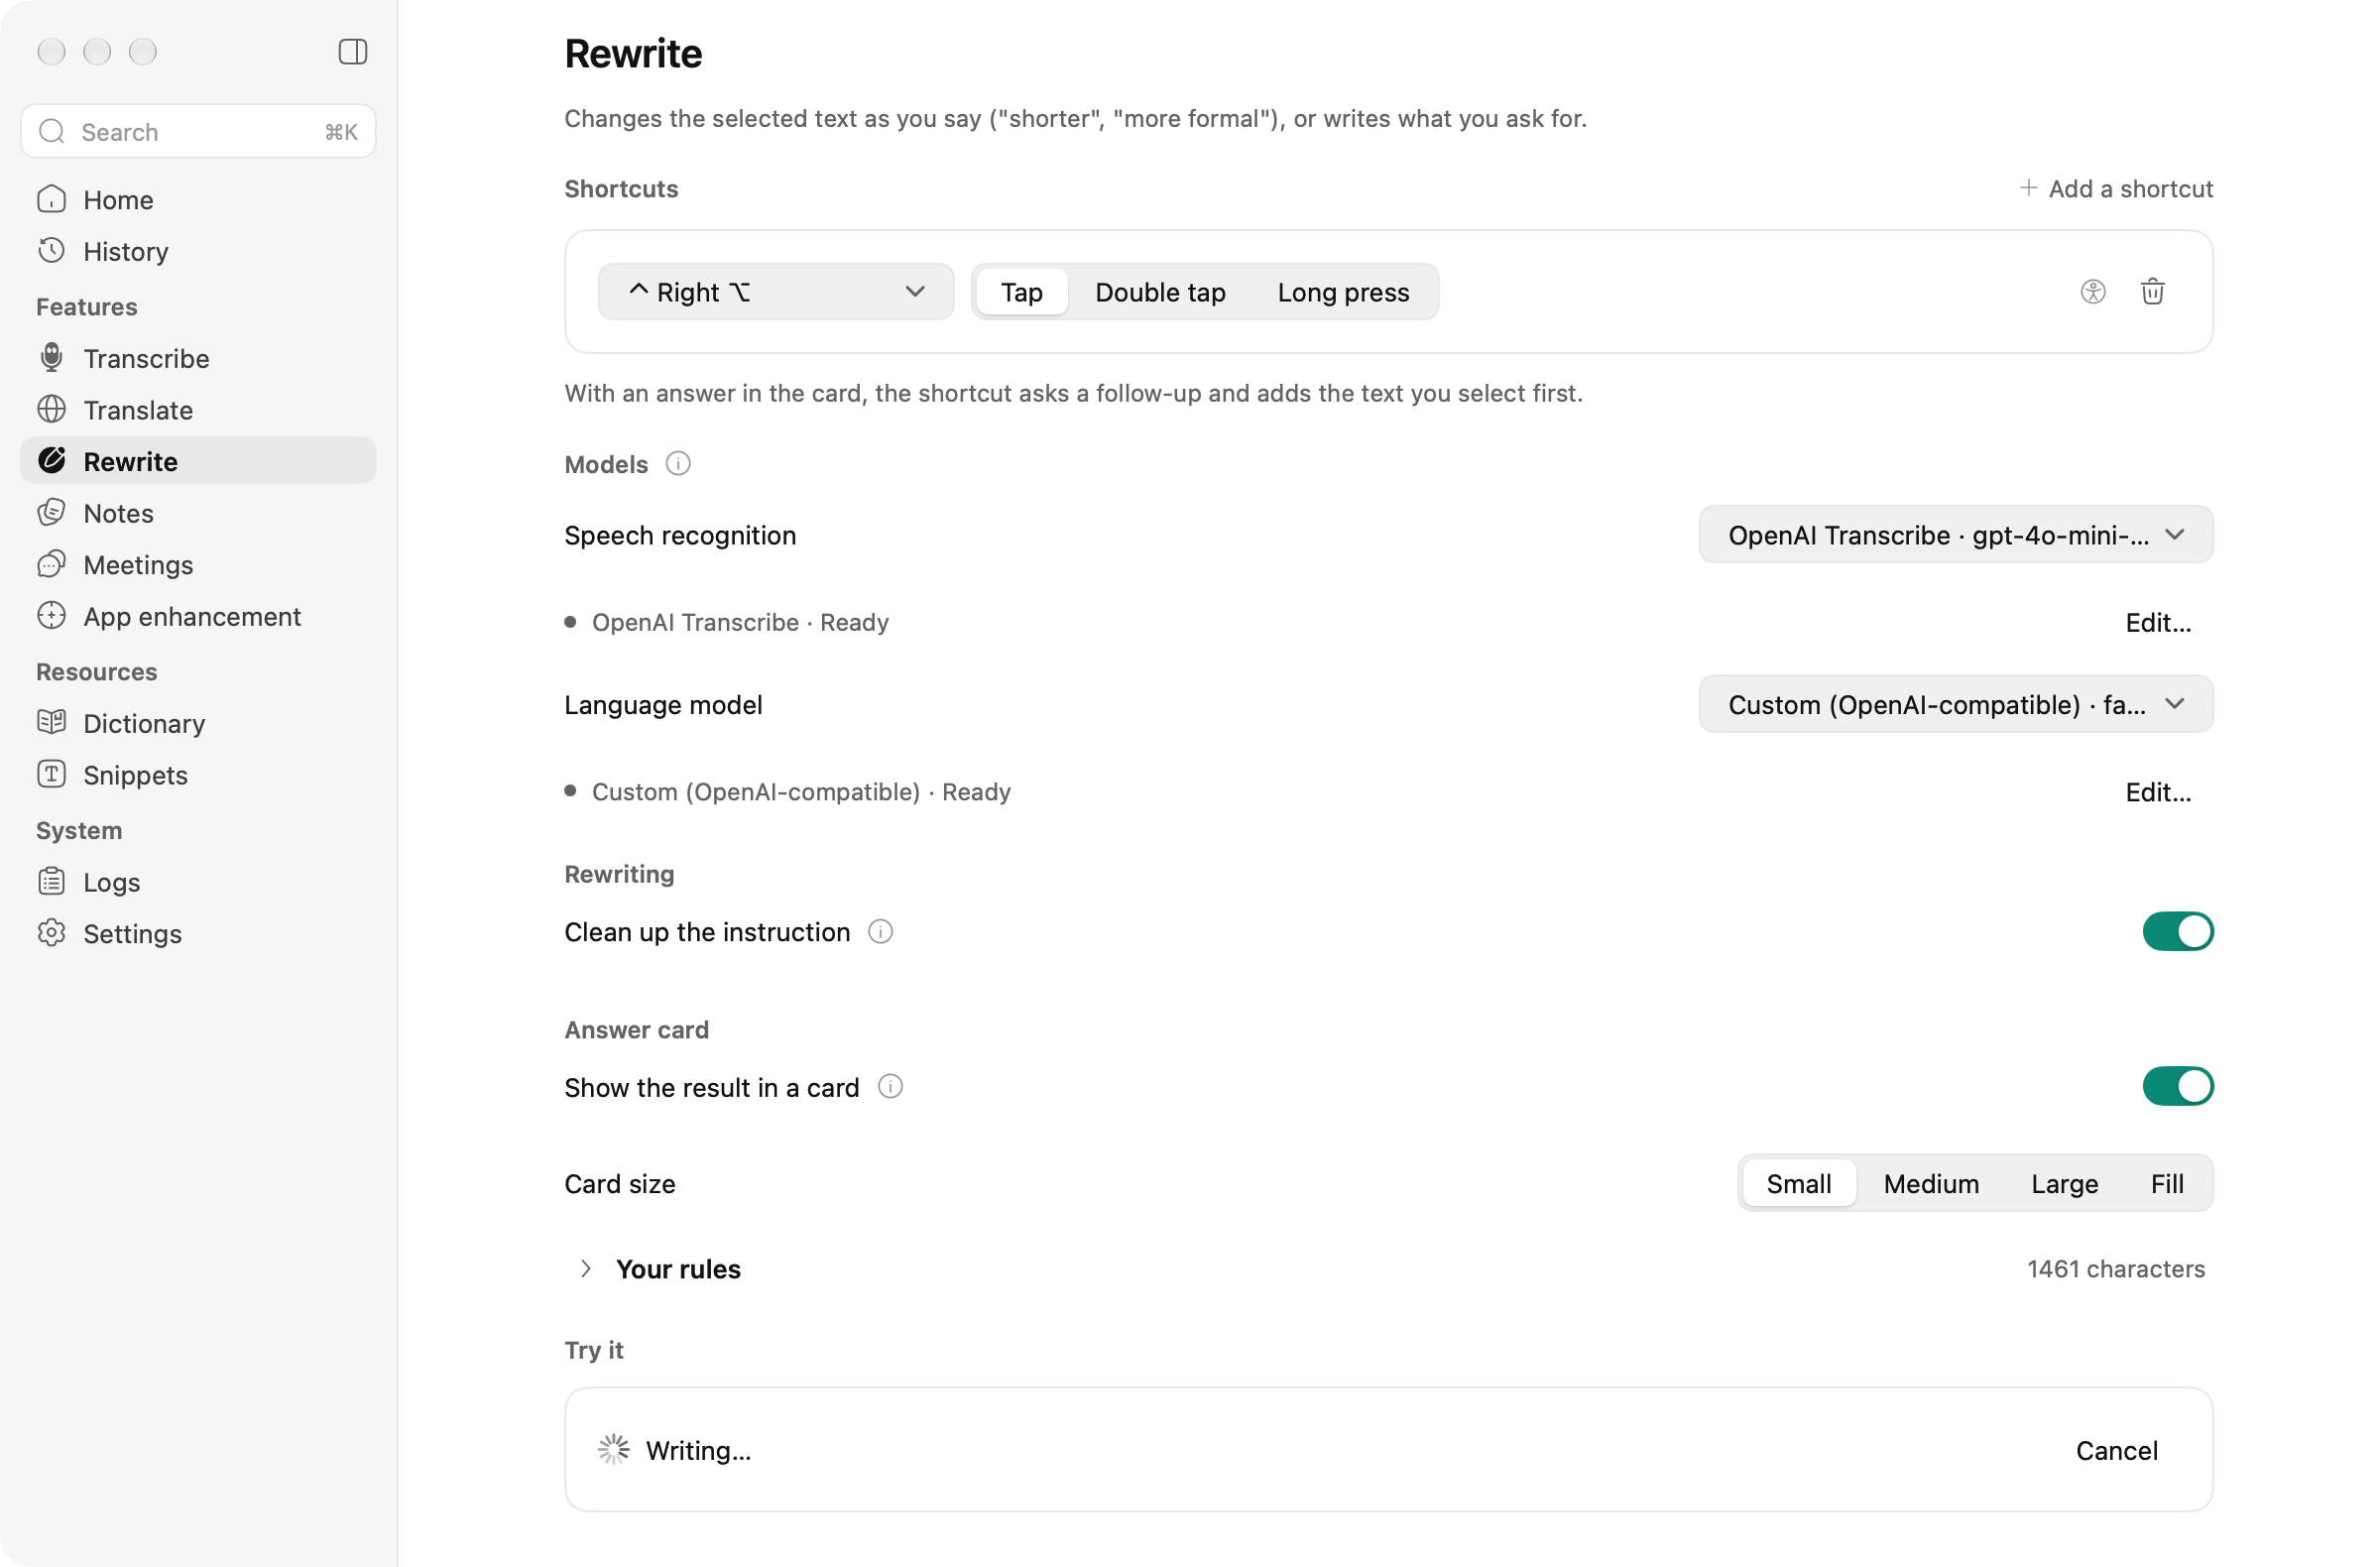 Search ⌘K
Home
History
Features
Transcribe
Translate
Rewrite
Notes
Meetings
App enhancement
Resources
Dictionary
Snippets
System
Logs
Settings
Rewrite
Changes the selected text as you say ("shorter", "more formal"), or writes what you ask for.
Shortcuts
+ Add a shortcut
^ Right ⌥
Tap Double tap Long press
With an answer in the card, the shortcut asks a follow-up and adds the text you select first.
Models
Speech recognition
OpenAI Transcribe · gpt-4o-mini-...
OpenAI Transcribe · Ready
Edit...
Language model
Custom (OpenAI-compatible) · fa...
Custom (OpenAI-compatible) · Ready
Edit...
Rewriting
Clean up the instruction
Answer card
Show the result in a card
Card size
Small Medium Large Fill
Your rules
1461 characters
Try it
Writing...
Cancel